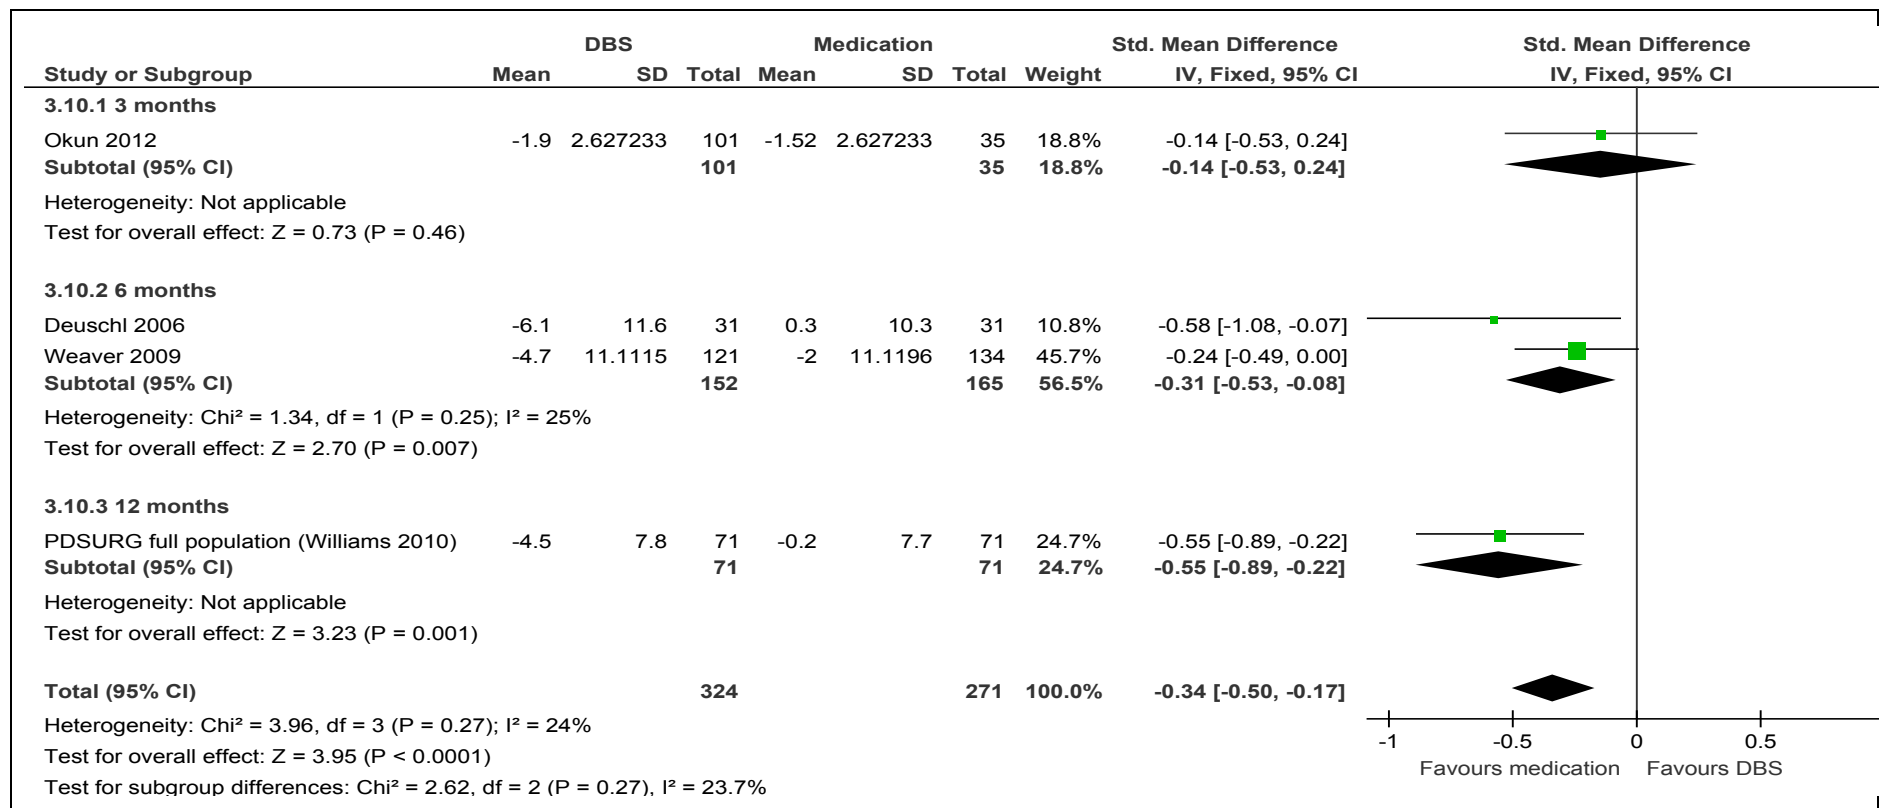 DBS Medication Std. Mean Difference Std. Mean Difference
Study or Subgroup Mean SD Total Mean SD Total Weight IV, Fixed, 95% CI IV, Fixed, 95% CI
3.10.1 3 months
Okun 2012 -1.9 2.627233 101 -1.52 2.627233 35 18.8% -0.14 [-0.53, 0.24]
Subtotal (95% CI) 101 35 18.8% -0.14 [-0.53, 0.24]
Heterogeneity: Not applicable
Test for overall effect: Z = 0.73 (P = 0.46)
3.10.2 6 months
Deuschl 2006 -6.1 11.6 31 0.3 10.3 31 10.8% -0.58 [-1.08, -0.07]
Weaver 2009 -4.7 11.1115 121 -2 11.1196 134 45.7% -0.24 [-0.49, 0.00]
Subtotal (95% CI) 152 165 56.5% -0.31 [-0.53, -0.08]
Heterogeneity: Chi² = 1.34, df = 1 (P = 0.25); I² = 25%
Test for overall effect: Z = 2.70 (P = 0.007)
3.10.3 12 months
PDSURG full population (Williams 2010) -4.5 7.8 71 -0.2 7.7 71 24.7% -0.55 [-0.89, -0.22]
Subtotal (95% CI) 71 71 24.7% -0.55 [-0.89, -0.22]
Heterogeneity: Not applicable
Test for overall effect: Z = 3.23 (P = 0.001)
Total (95% CI) 324 271 100.0% -0.34 [-0.50, -0.17]
Heterogeneity: Chi² = 3.96, df = 3 (P = 0.27); I² = 24%
Test for overall effect: Z = 3.95 (P < 0.0001)
Test for subgroup differences: Chi² = 2.62, df = 2 (P = 0.27), I² = 23.7%
-1 -0.5 0 0.5
Favours medication Favours DBS